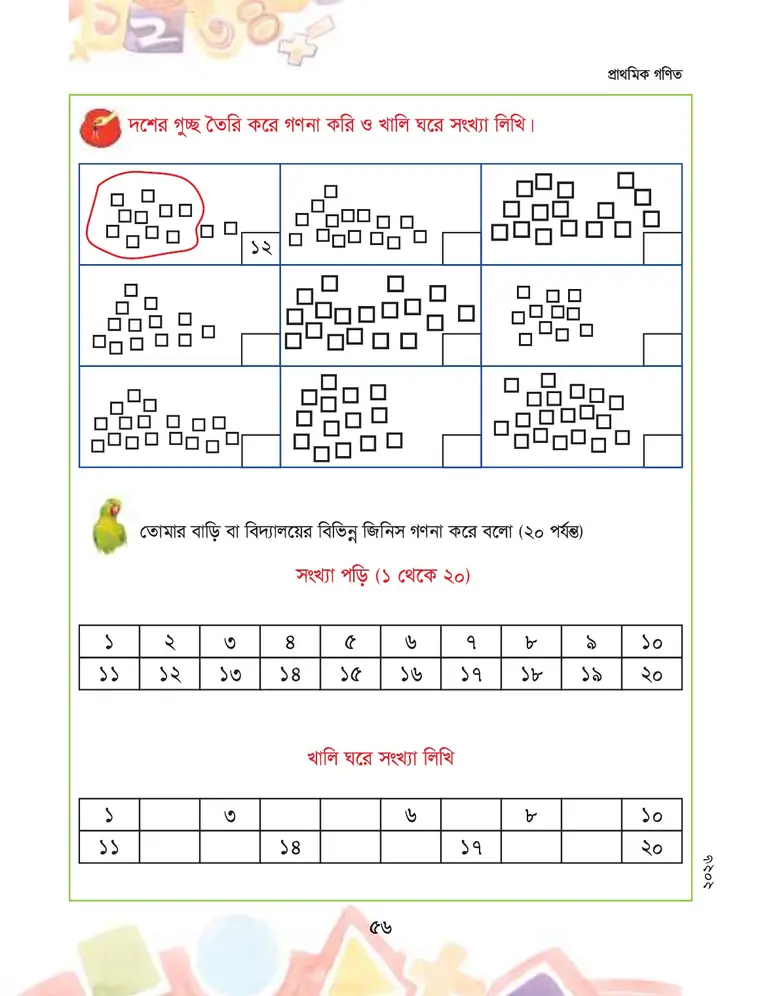 প্রাথমিক গণিত
দশের গুচ্ছ তৈরি করে গণনা করি ও খালি ঘরে সংখ্যা লিখি।
১২
তোমার বাড়ি বা বিদ্যালয়ের বিভিন্ন জিনিস গণনা করে বলো (২০ পর্যন্ত)
সংখ্যা পড়ি (১ থেকে ২০)
১ ২ ৩ ৪ ৫ ৬ ৭ ৮ ৯ ১০
১১ ১২ ১৩ ১৪ ১৫ ১৬ ১৭ ১৮ ১৯ ২০
খালি ঘরে সংখ্যা লিখি
১ ৩ ৬ ৮ ১০
১১ ১৪ ১৭ ২০
২০২৬
৫৬